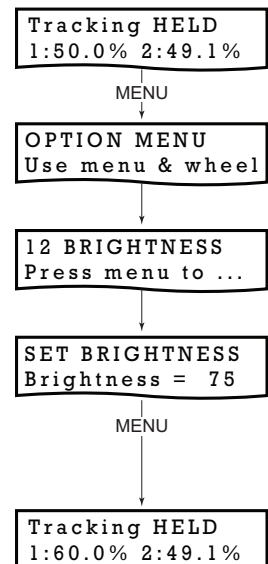 Tracking HELD
1:50.0% 2:49.1%
MENU
OPTION MENU
Use menu & wheel
12 BRIGHTNESS
Press menu to ...
SET BRIGHTNESS
Brightness = 75
MENU
Tracking HELD
1:60.0% 2:49.1%